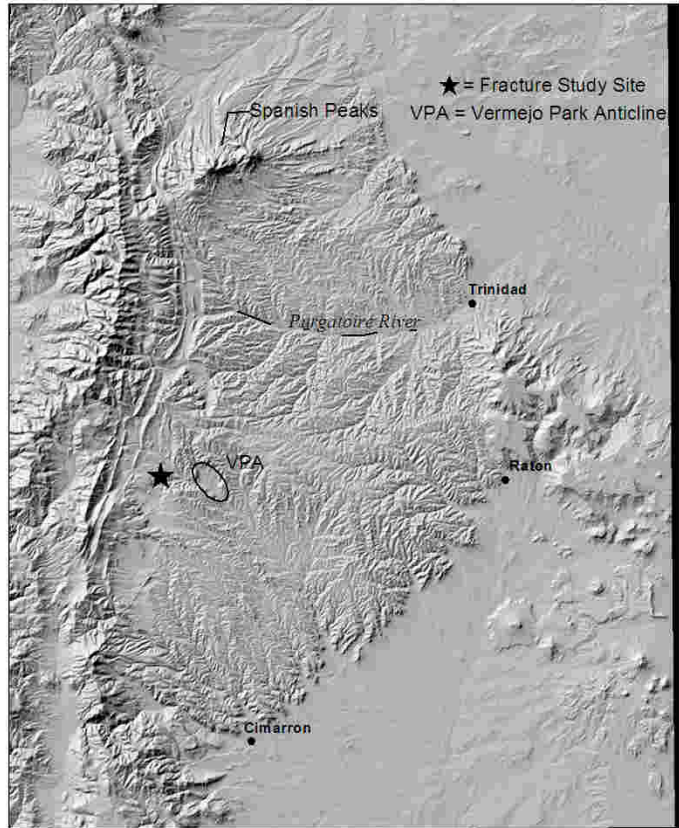 ★ = Fracture Study Site
VPA = Vermejo Park Anticline
Spanish Peaks
Trinidad
Purgatoire River
VPA
Raton
Cimarron